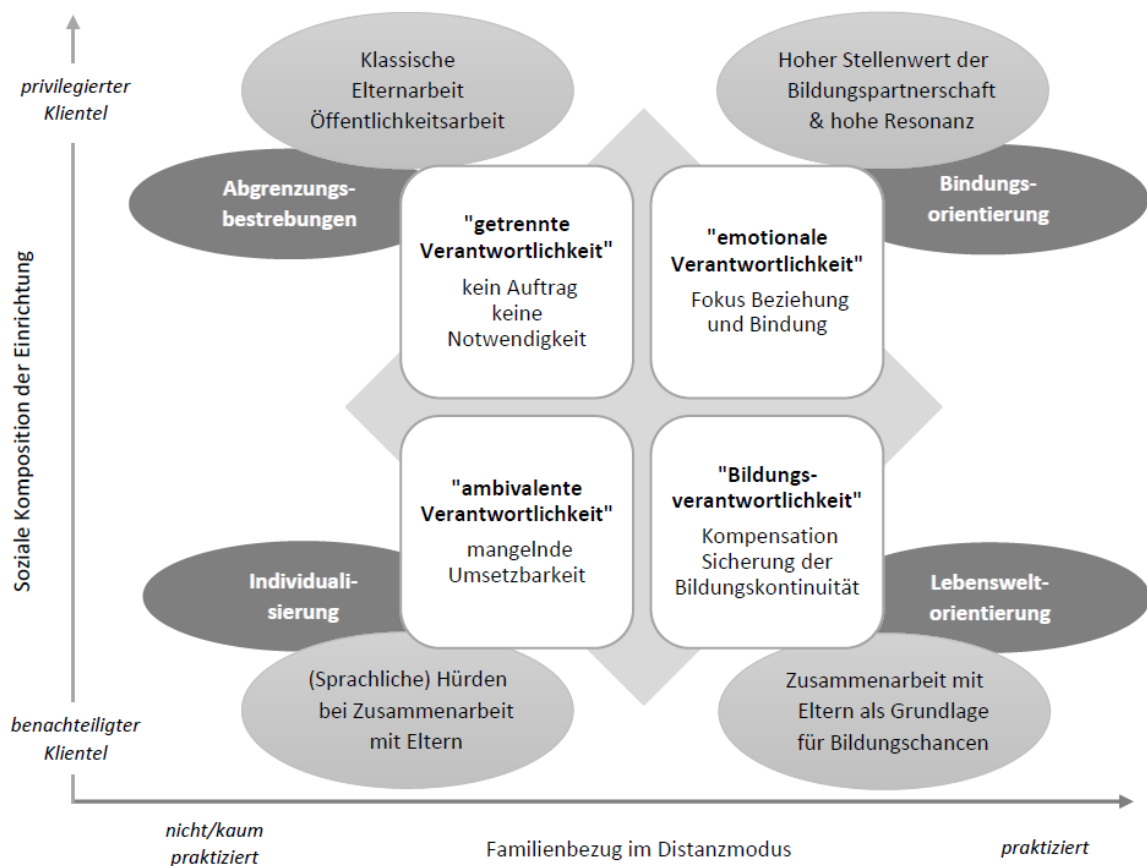 privilegierter
Klientel
Klassische
Elternarbeit
Öffentlichkeitsarbeit
Hoher Stellenwert der
Bildungspartnerschaft
& hohe Resonanz
Abgrenzungs-
bestrebungen
Bindungs-
orientierung
"getrennte
Verantwortlichkeit"
kein Auftrag
keine
Notwendigkeit
"emotionale
Verantwortlichkeit"
Fokus Beziehung
und Bindung
Soziale Komposition der Einrichtung
"ambivalente
Verantwortlichkeit"
mangelnde
Umsetzbarkeit
"Bildungs-
verantwortlichkeit"
Kompensation
Sicherung der
Bildungskontinuität
Individuali-
sierung
Lebenswelt-
orientierung
(Sprachliche) Hürden
bei Zusammenarbeit
mit Eltern
Zusammenarbeit mit
Eltern als Grundlage
für Bildungschancen
benachteiligter
Klientel
nicht/kaum
praktiziert
Familienbezug im Distanzmodus
praktiziert